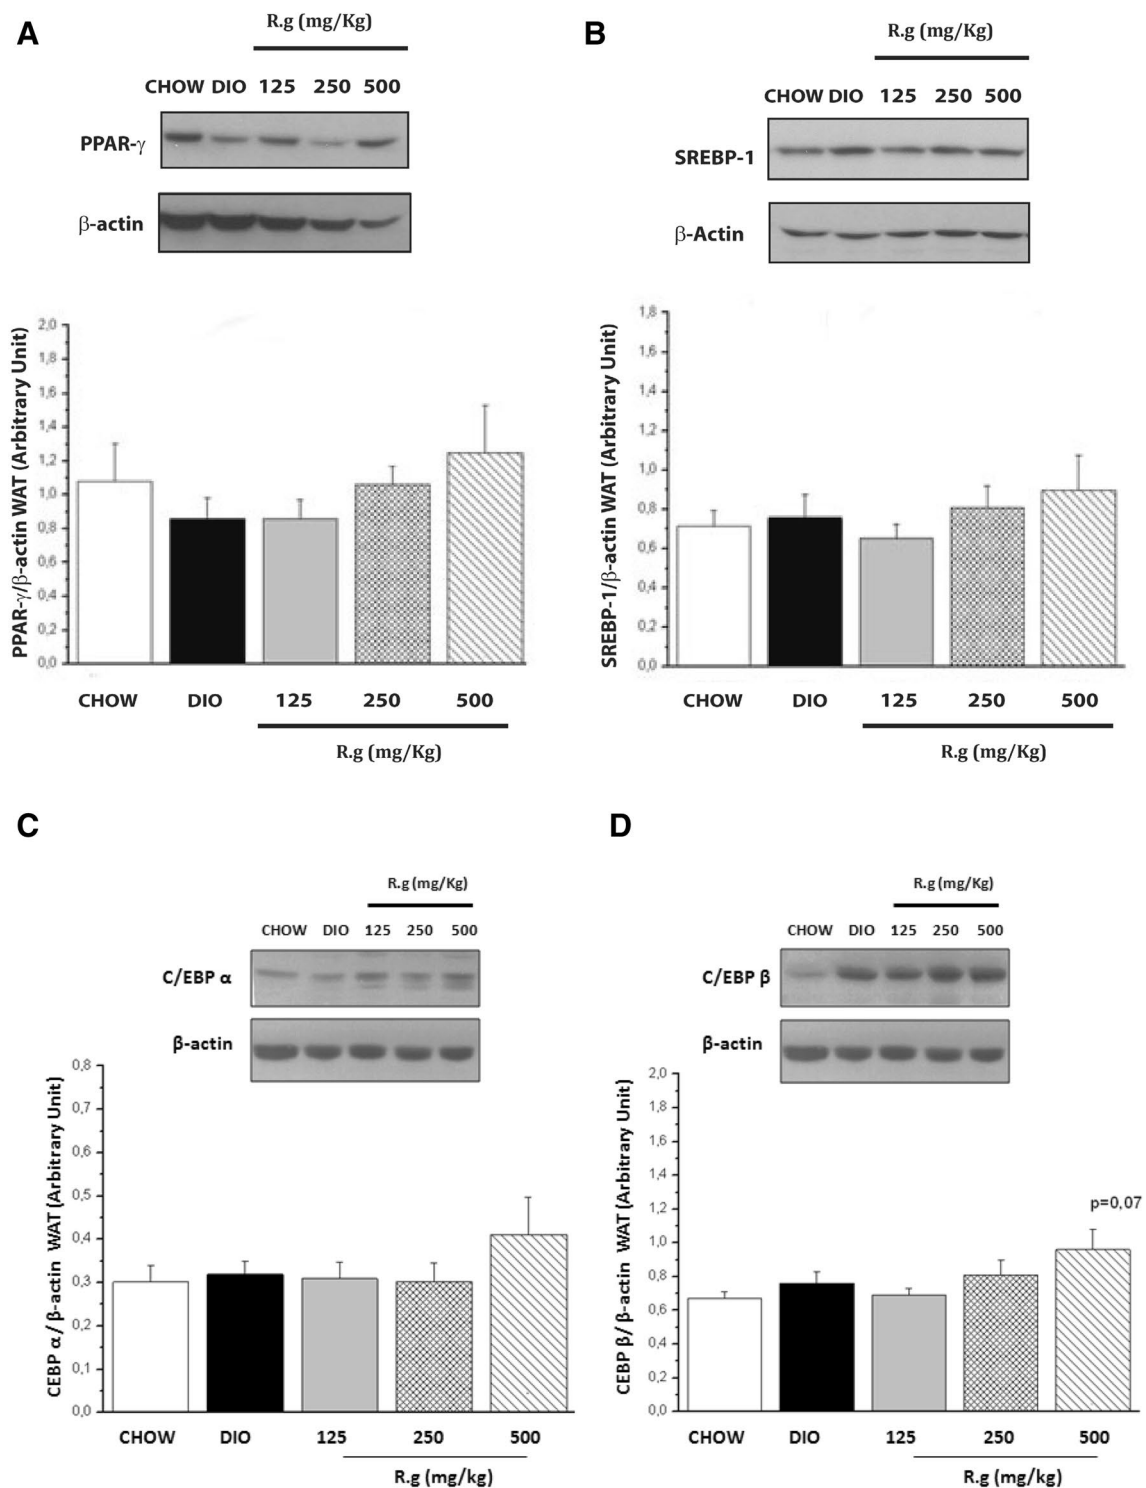 A
R.g (mg/Kg)
CHOW DIO 125 250 500
PPAR-γ
β-actin
PPAR-γ/β-actin WAT (Arbitrary Unit)
2,0
1,8
1,6
1,4
1,2
1,0
0,8
0,6
0,4
0,2
0,0
CHOW DIO 125 250 500
R.g (mg/Kg)
B
R.g (mg/Kg)
CHOW DIO 125 250 500
SREBP-1
β-Actin
SREBP-1/β-actin WAT (Arbitrary Unit)
1,8
1,6
1,4
1,2
1,0
0,8
0,6
0,4
0,2
0,0
CHOW DIO 125 250 500
R.g (mg/Kg)
C
R.g (mg/Kg)
CHOW DIO 125 250 500
C/EBP α
β-actin
CEBP α/ β-actin WAT (Arbitrary Unit)
0,8
0,7
0,6
0,5
0,4
0,3
0,2
0,1
0,0
CHOW DIO 125 250 500
R.g (mg/kg)
D
R.g (mg/Kg)
CHOW DIO 125 250 500
C/EBP β
β-actin
CEBP β/ β-actin WAT (Arbitrary Unit)
2,0
1,8
1,6
1,4
1,2
1,0
0,8
0,6
0,4
0,2
0,0
p=0,07
CHOW DIO 125 250 500
R.g (mg/kg)